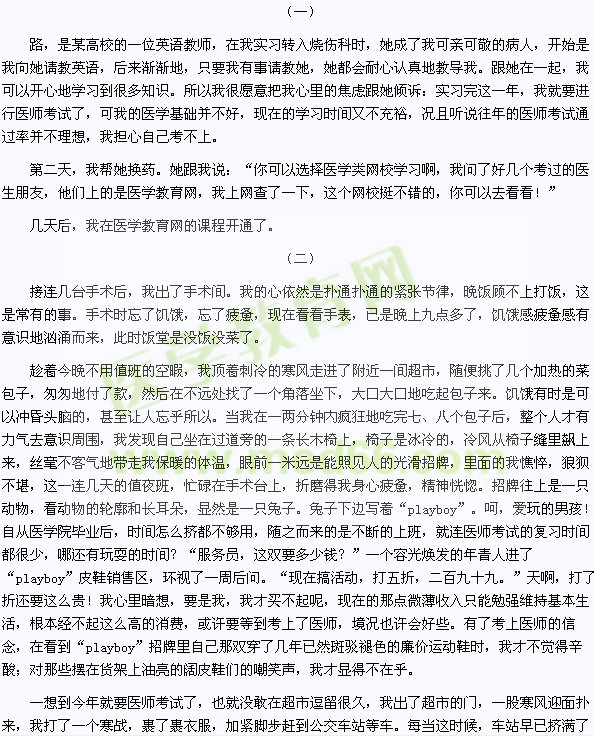 （一）
路，是某高校的一位英语教师，在我实习转入烧伤科时，她成了我可亲可敬的病人，开始是
我向她请教英语，后来渐渐地，只要我有事请教她，她都会耐心认真地教导我。跟她在一起，我
可以开心地学习到很多知识。所以我很愿意把我心里的焦虑跟她倾诉：实习完这一年，我就要进
行医师考试了，可我的医学基础并不好，现在的学习时间又不充裕，况且听说往年的医师考试通
过率并不理想，我担心自己考不上。
第二天，我帮她换药。她跟我说：“你可以选择医学类网校学习啊，我问了好几个考过的医
生朋友，他们上的是医学教育网，我上网查了一下，这个网校挺不错的，你可以去看看！”
几天后，我在医学教育网的课程开通了。
（二）
接连几台手术后，我出了手术间。我的心依然是扑通扑通的紧张节律，晚饭顾不上打饭，这
是常有的事。手术时忘了饥饿，忘了疲惫，现在看看手表，已是晚上九点多了，饥饿感疲惫感有
意识地汹涌而来，此时饭堂是没饭没菜了。
趁着今晚不用值班的空暇，我顶着刺冷的寒风走进了附近一间超市，随便挑了几个加热的菜
包子，匆匆地付了款，然后在不远处找了一个角落坐下，大口大口地吃起包子来。饥饿有时是可
以冲昏头脑的，甚至让人忘乎所以。当我在一两分钟内疯狂地吃完七、八个包子后，整个人才有
力气去意识周围，我发现自己坐在过道旁的一条长木椅上，椅子是冰冷的，冷风从椅子缝里飙上
来，丝毫不客气地带走我保暖的体温，眼前一米远是能照见人的光滑招牌，里面的我憔悴，狼狈
不堪，这一连几天的值夜班，忙碌在手术台上，折磨得我身心疲惫，精神恍惚。招牌往上是一只
动物，看动物的轮廓和长耳朵，显然是一只兔子。兔子下边写着“playboy”。呵，爱玩的男孩！
自从医学院毕业后，时间怎么挤都不够用，随之而来的是不断的上班，就连医师考试的复习时间
都很少，哪还有玩耍的时间？“服务员，这双要多少钱？”一个容光焕发的年青人进了
“playboy”皮鞋销售区，环视了一周后问。“现在搞活动，打五折，二百九十九。”天啊，打了
折还要这么贵！我心里暗想，要是我，我才买不起呢，现在的那点微薄收入只能勉强维持基本生
活，根本经不起这么高的消费，或许要等到考上了医师，境况也许会好些。有了考上医师的信
念，在看到“playboy”招牌里自己那双穿了几年已然斑驳褪色的廉价运动鞋时，我才不觉得辛
酸；对那些摆在货架上油亮的阔皮鞋们的嘲笑声，我才显得不在乎。
一想到今年就要医师考试了，也就没敢在超市逗留很久，我出了超市的门，一股寒风迎面扑
来，我打了一个寒战，裹了裹衣服，加紧脚步赶到公交车站等车。每当这时候，车站早已挤满了
医学教育网